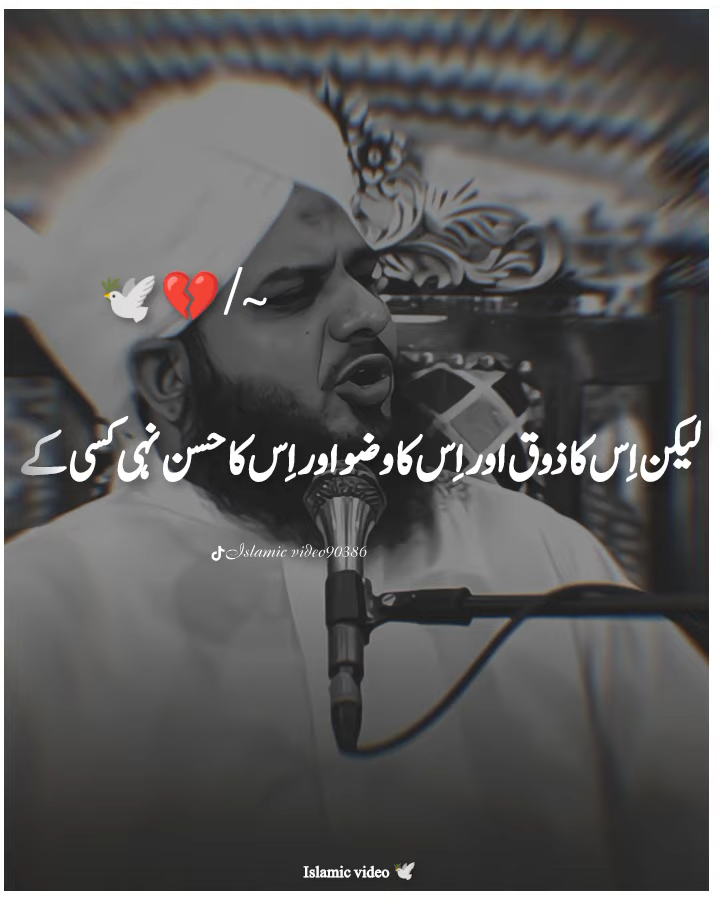 🕊️ 💔 /~
لیکن اِس کا ذوق اور اِس کا وضو اور اِس کا حسن نہی کسی کے
Islamic video90386
Islamic video 🕊️